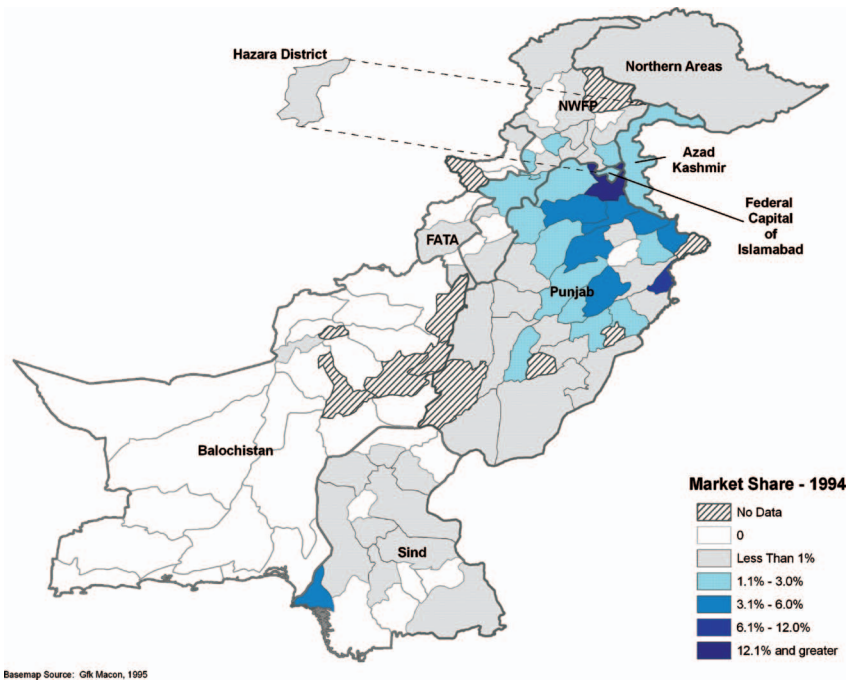 Hazara District
Northern Areas
NWFP
Azad
Kashmir
Federal
Capital
of
Islamabad
FATA
Punjab
Balochistan
Sind
Market Share - 1994
No Data
0
Less Than 1%
1.1% - 3.0%
3.1% - 6.0%
6.1% - 12.0%
12.1% and greater
Basemap Source: Gfk Macon, 1995